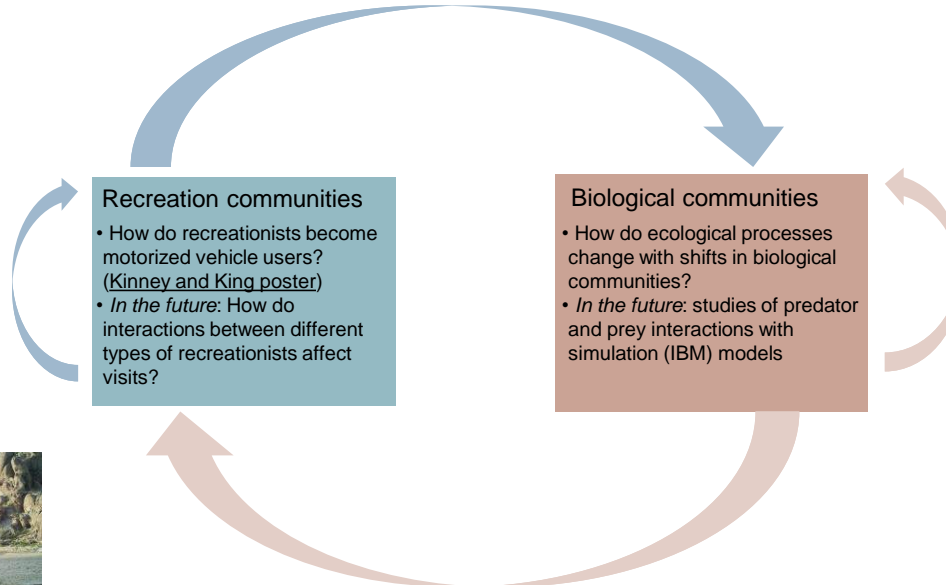 Recreation communities
• How do recreationists become
motorized vehicle users?
(Kinney and King poster)
• In the future: How do
interactions between different
types of recreationists affect
visits?
Biological communities
• How do ecological processes
change with shifts in biological
communities?
• In the future: studies of predator
and prey interactions with
simulation (IBM) models